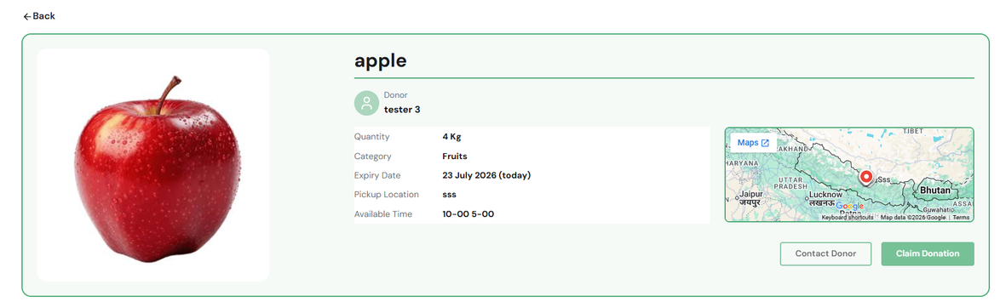 Back
apple
Donor
tester 3
Quantity 4 Kg
Category Fruits
Expiry Date 23 July 2026 (today)
Pickup Location sss
Available Time 10-00 5-00
Maps
TIBET
AKHAND
HARYANA
Sss
UTTAR
PRADESH
Jaipur
जयपुर
Lucknow
लखनऊ
Bhutan
ASSA
Guwahatio
Google
Patna
Keyboard shortcuts Map data ©2026 Google Terms
Contact Donor
Claim Donation